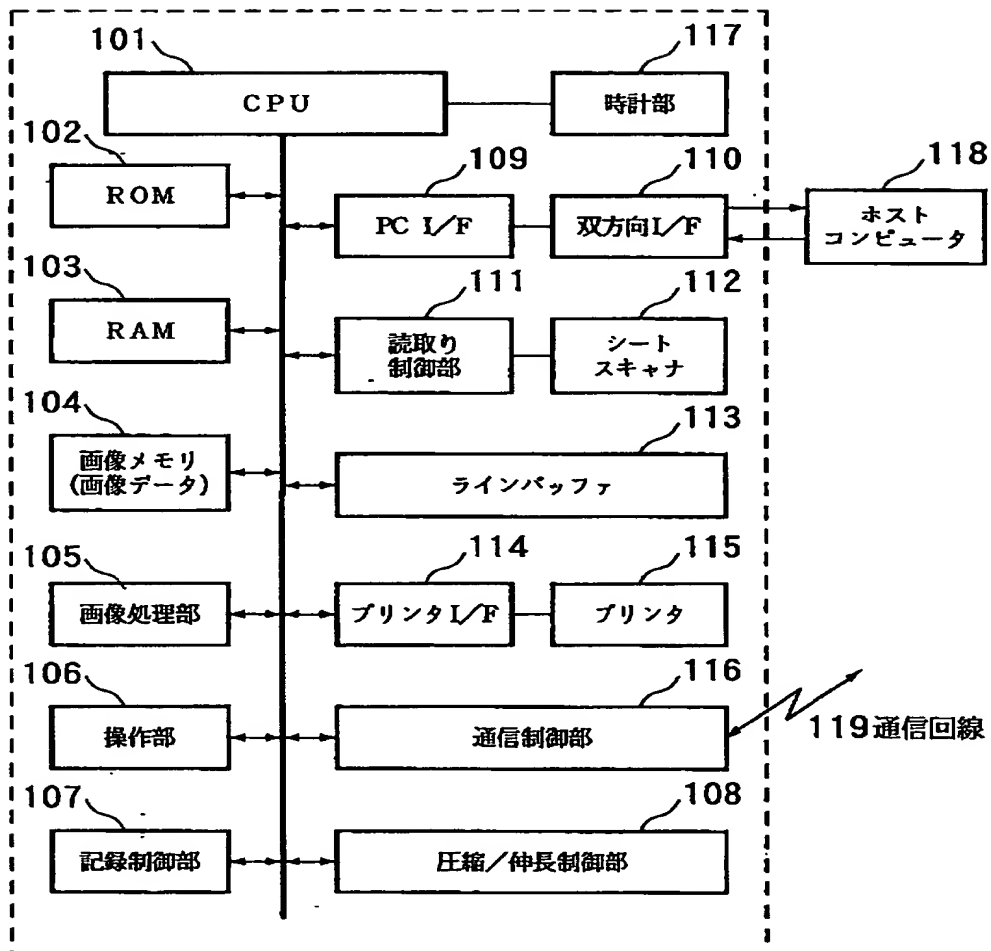 101
117
CPU
時計部
102
109
110
118
ROM
PC I/F
双方向I/F
ホスト
コンピュータ
103
111
112
RAM
読取り
制御部
シート
スキャナ
104
113
画像メモリ
(画像データ)
ラインバッファ
105
114
115
画像処理部
プリンタI/F
プリンタ
106
116
操作部
通信制御部
119通信回線
107
108
記録制御部
圧縮/伸長制御部